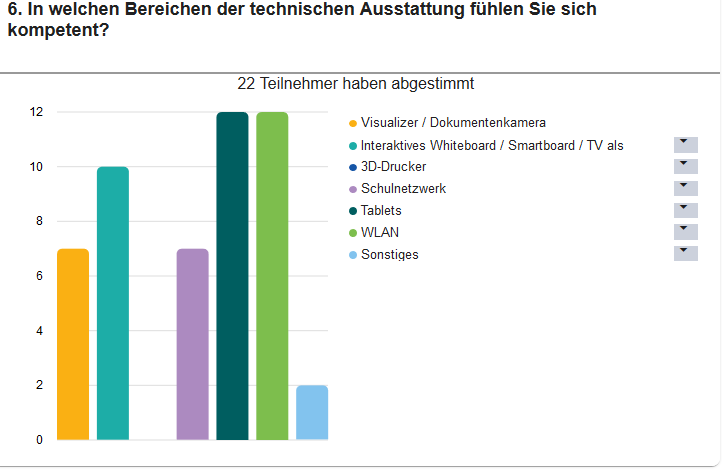 6. In welchen Bereichen der technischen Ausstattung fühlen Sie sich
kompetent?
22 Teilnehmer haben abgestimmt
12
10
8
6
4
2
0
Visualizer / Dokumentenkamera
Interaktives Whiteboard / Smartboard / TV als
3D-Drucker
Schulnetzwerk
Tablets
WLAN
Sonstiges